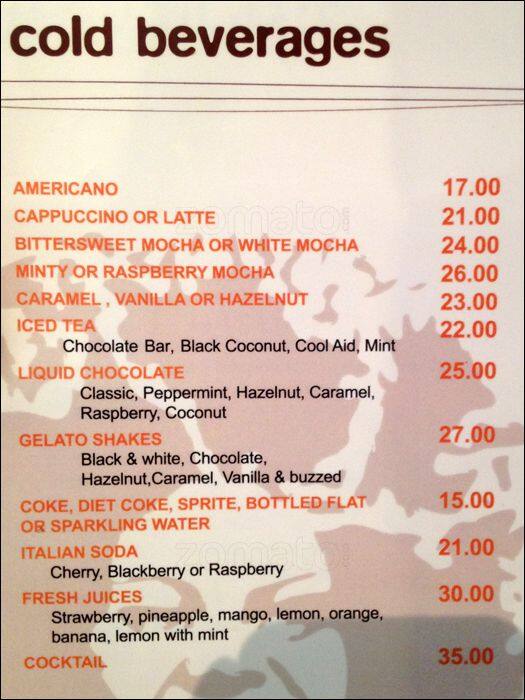 cold beverages
AMERICANO 17.00
CAPPUCCINO OR LATTE 21.00
zomato.com
BITTERSWEET MOCHA OR WHITE MOCHA 24.00
MINTY OR RASPBERRY MOCHA 26.00
CARAMEL , VANILLA OR HAZELNUT 23.00
ICED TEA 22.00
Chocolate Bar, Black Coconut, Cool Aid, Mint
LIQUID CHOCOLATE 25.00
Classic, Peppermint, Hazelnut, Caramel,
Raspberry, Coconut
GELATO SHAKES 27.00
Black & white, Chocolate,
Hazelnut,Caramel, Vanilla & buzzed
COKE, DIET COKE, SPRITE, BOTTLED FLAT 15.00
OR SPARKLING WATER
ITALIAN SODA 21.00
zomato.com
Cherry, Blackberry or Raspberry
FRESH JUICES 30.00
Strawberry, pineapple, mango, lemon, orange,
banana, lemon with mint
COCKTAIL 35.00